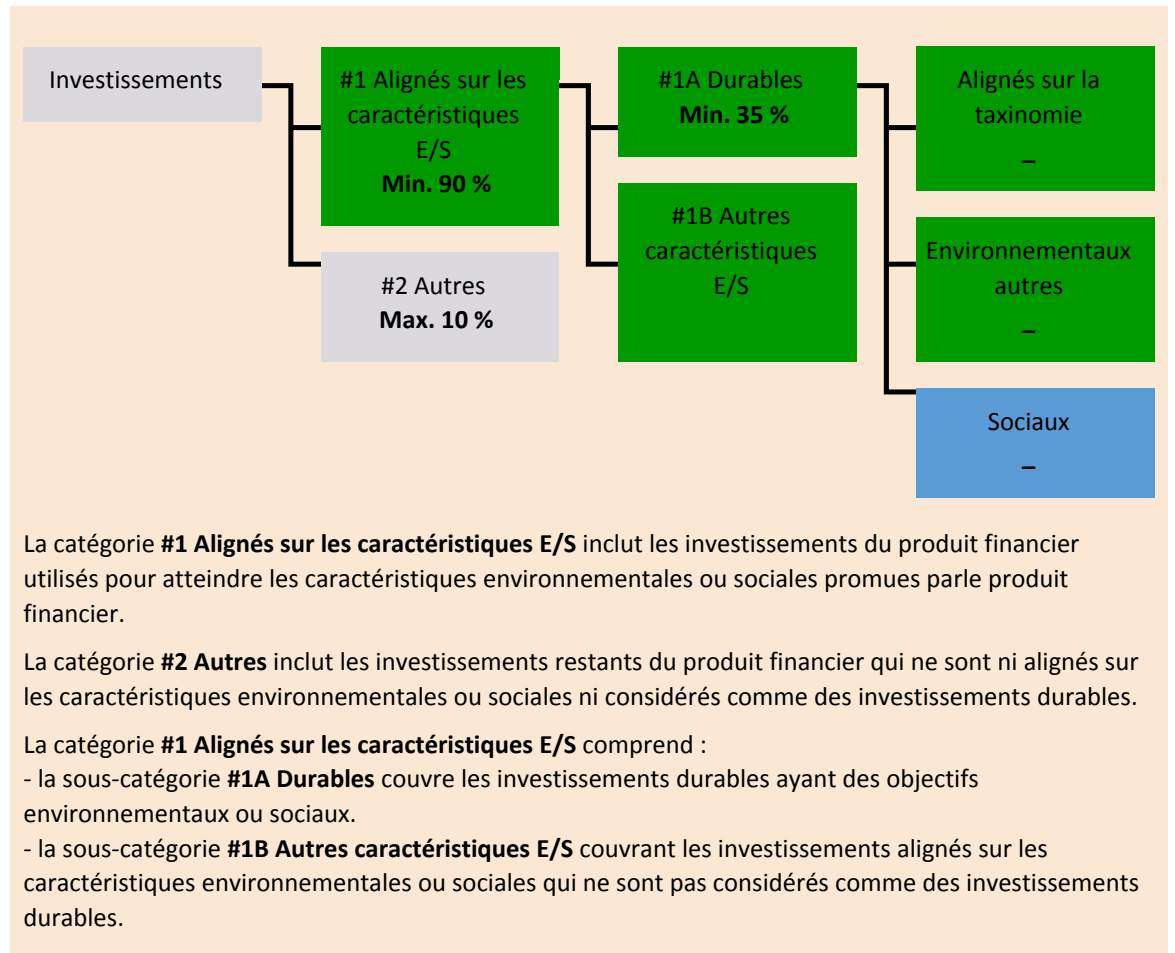 Investissements
#1 Alignés sur les
caractéristiques
E/S
Min. 90 %
#2 Autres
Max. 10 %
#1A Durables
Min. 35 %
#1B Autres
caractéristiques
E/S
Alignés sur la
taxinomie
–
Environnementaux
autres
–
Sociaux
–
La catégorie #1 Alignés sur les caractéristiques E/S inclut les investissements du produit financier
utilisés pour atteindre les caractéristiques environnementales ou sociales promues parle produit
financier.
La catégorie #2 Autres inclut les investissements restants du produit financier qui ne sont ni alignés sur
les caractéristiques environnementales ou sociales ni considérés comme des investissements durables.
La catégorie #1 Alignés sur les caractéristiques E/S comprend :
- la sous-catégorie #1A Durables couvre les investissements durables ayant des objectifs
environnementaux ou sociaux.
- la sous-catégorie #1B Autres caractéristiques E/S couvrant les investissements alignés sur les
caractéristiques environnementales ou sociales qui ne sont pas considérés comme des investissements
durables.